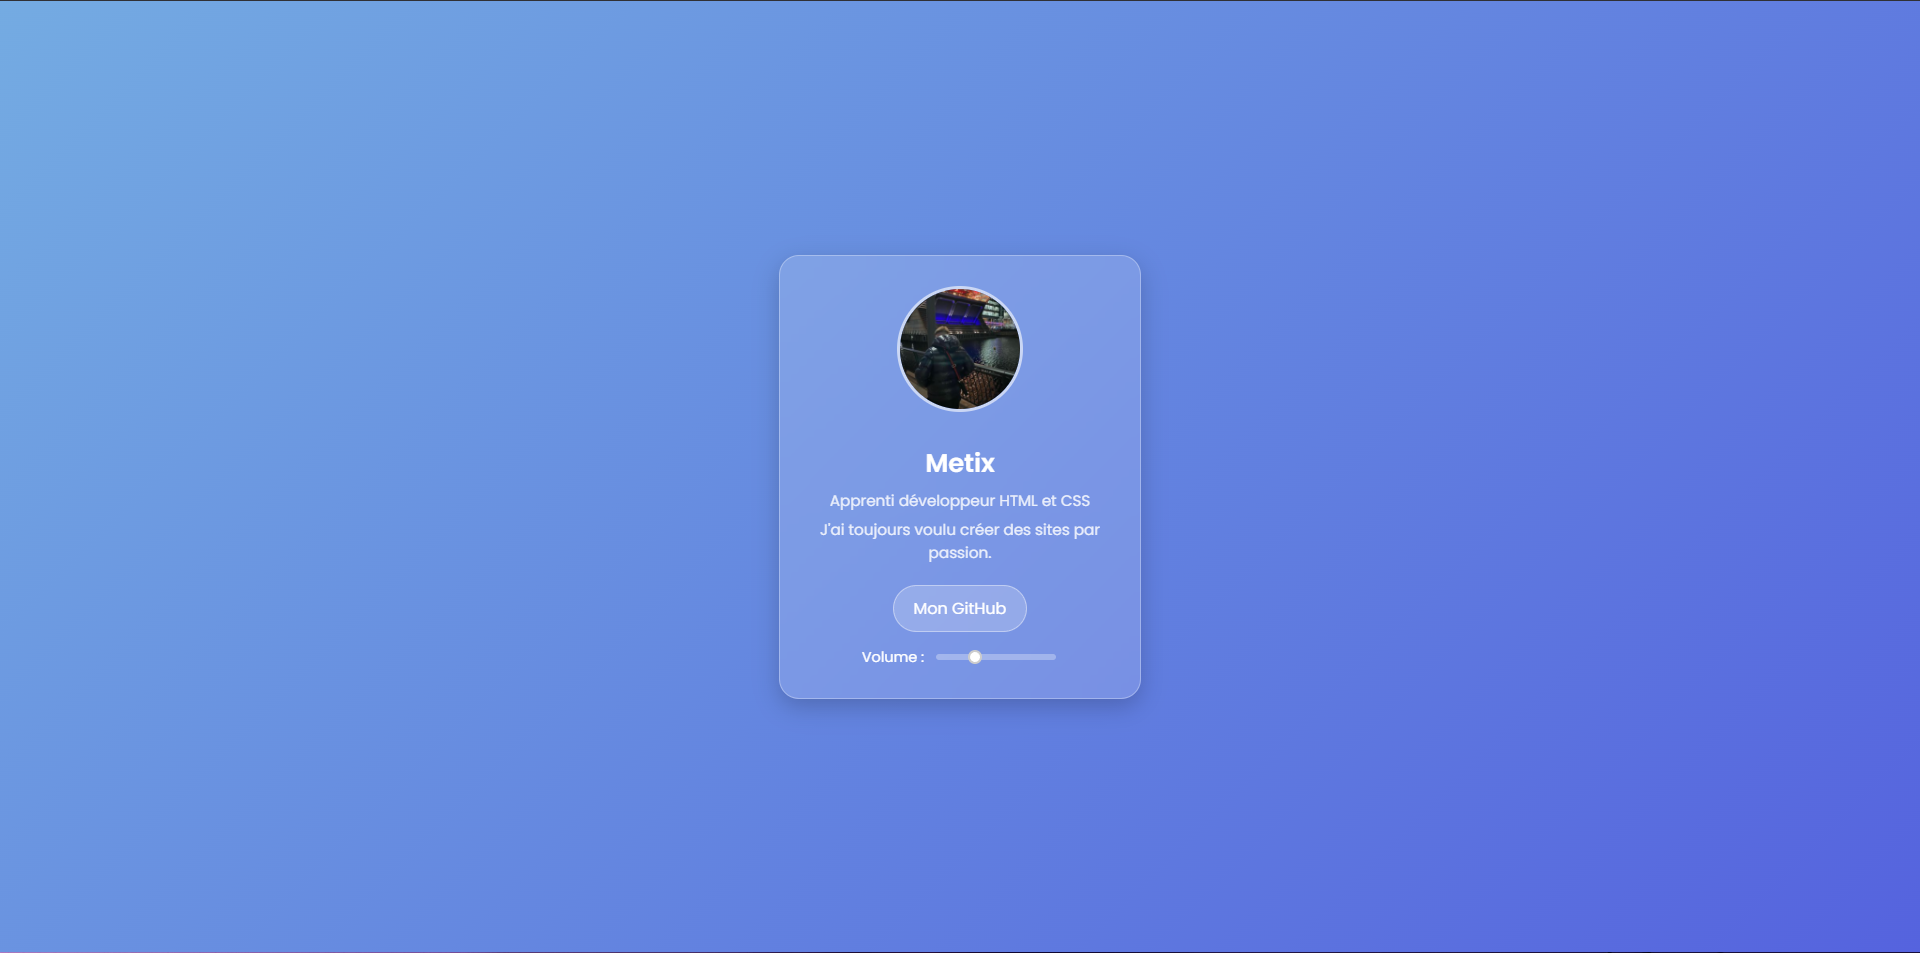 Metix
Apprenti développeur HTML et CSS
J'ai toujours voulu créer des sites par
passion.
Mon GitHub
Volume :